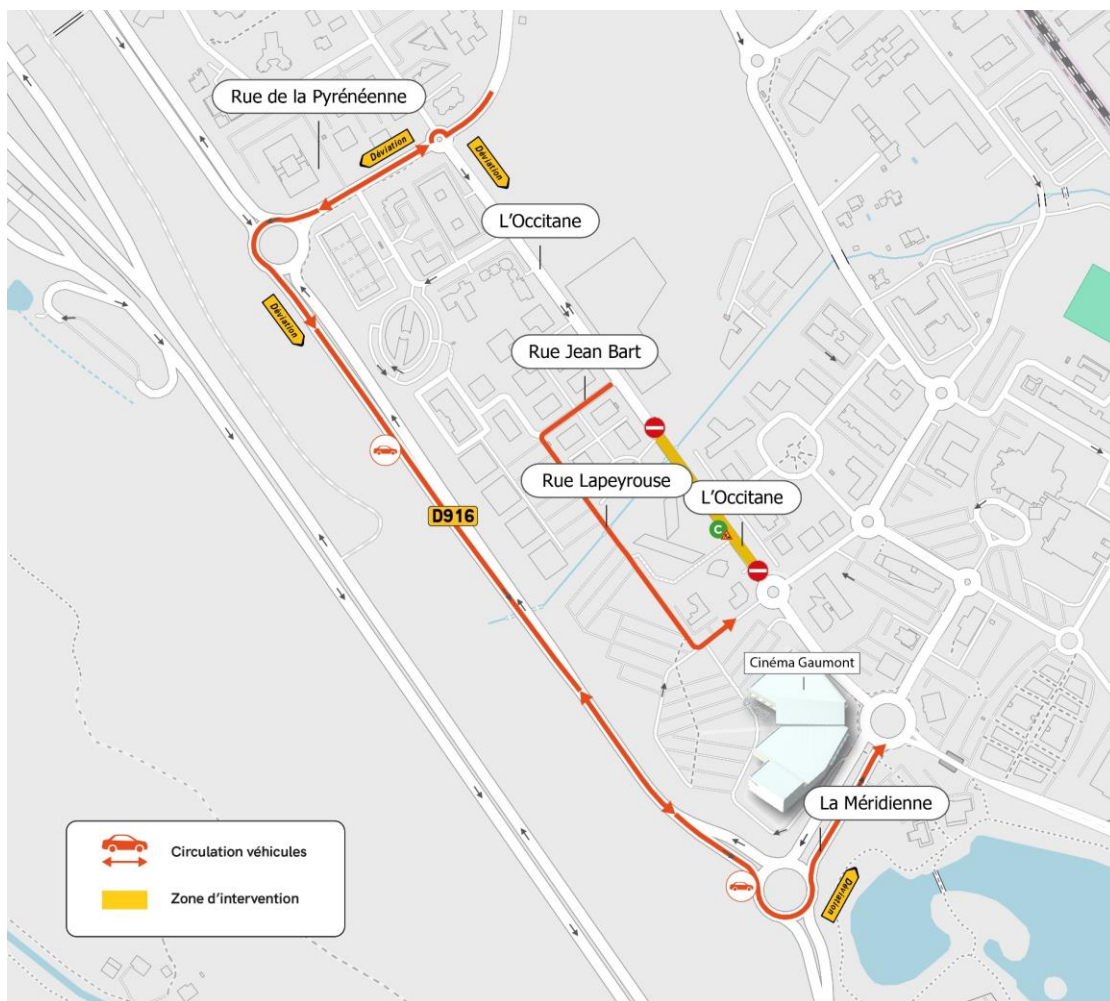 Rue de la Pyrénéenne
Déviation
Déviation
L'Occitane
Déviation
Rue Jean Bart
Rue Lapeyrouse
L'Occitane
D916
C
Cinéma Gaumont
La Méridienne
Déviation
Circulation véhicules
Zone d'intervention